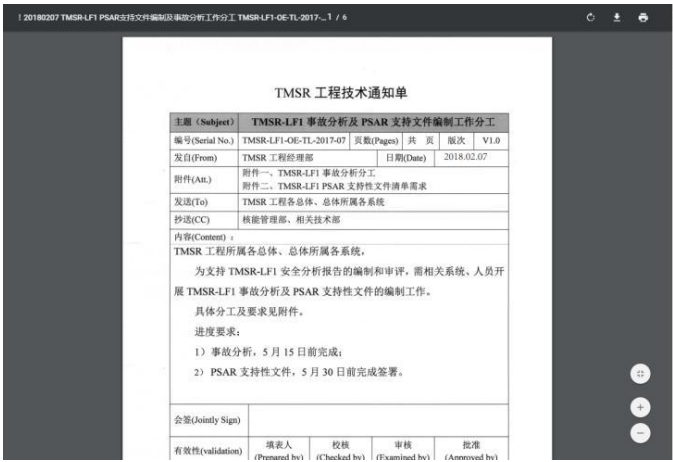 ! 20180207 TMSR-LF1 PSAR支持文件编制及事故分析工作分工 TMSR-LF1-OE-TL-2017-... 1 / 6
TMSR 工程技术通知单
主题（Subject） TMSR-LF1 事故分析及 PSAR 支持文件编制工作分工
编号(Serial No.) TMSR-LF1-OE-TL-2017-07 页数(Pages) 共 页 版次 V1.0
发自(From) TMSR 工程经理部 日期(Date) 2018.02.07
附件(Att.) 附件一、TMSR-LF1 事故分析分工
附件二、TMSR-LF1 PSAR 支持性文件清单需求
发送(To) TMSR 工程各总体、总体所属各系统
抄送(CC) 核能管理部、相关技术部
内容(Content)：
TMSR 工程所属各总体、总体所属各系统，
为支持 TMSR-LF1 安全分析报告的编制和审评，需相关系统、人员开
展 TMSR-LF1 事故分析及 PSAR 支持性文件的编制工作。
具体分工及要求见附件。
进度要求：
1）事故分析，5 月 15 日前完成；
2）PSAR 支持性文件，5 月 30 日前完成签署。
会签(Jointly Sign)
有效性(validation) 填表人 校核 审核 批准
(Prepared by) (Checked by) (Examined by) (Approved by)